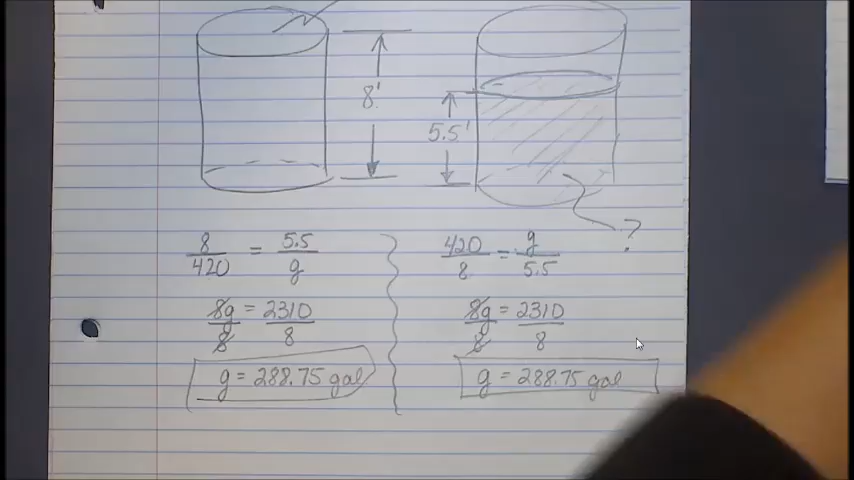 8'
5.5'
?
8/420 = 5.5/g
8g/8 = 2310/8
g = 288.75 gal
420/8 = g/5.5
8g/8 = 2310/8
g = 288.75 gal